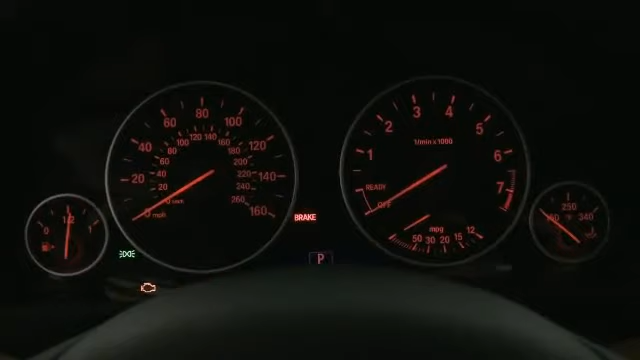 0 1/2
20 40 60 80 100 120 140 160
20 40 60 80 100 120 140 160 180 200 220 240 260
0 mph
1 2 3 4 5 6 7
1/min x 1000
READY
OFF
mpg
50 30 20 15 12
250
340
°F
BRAKE
P